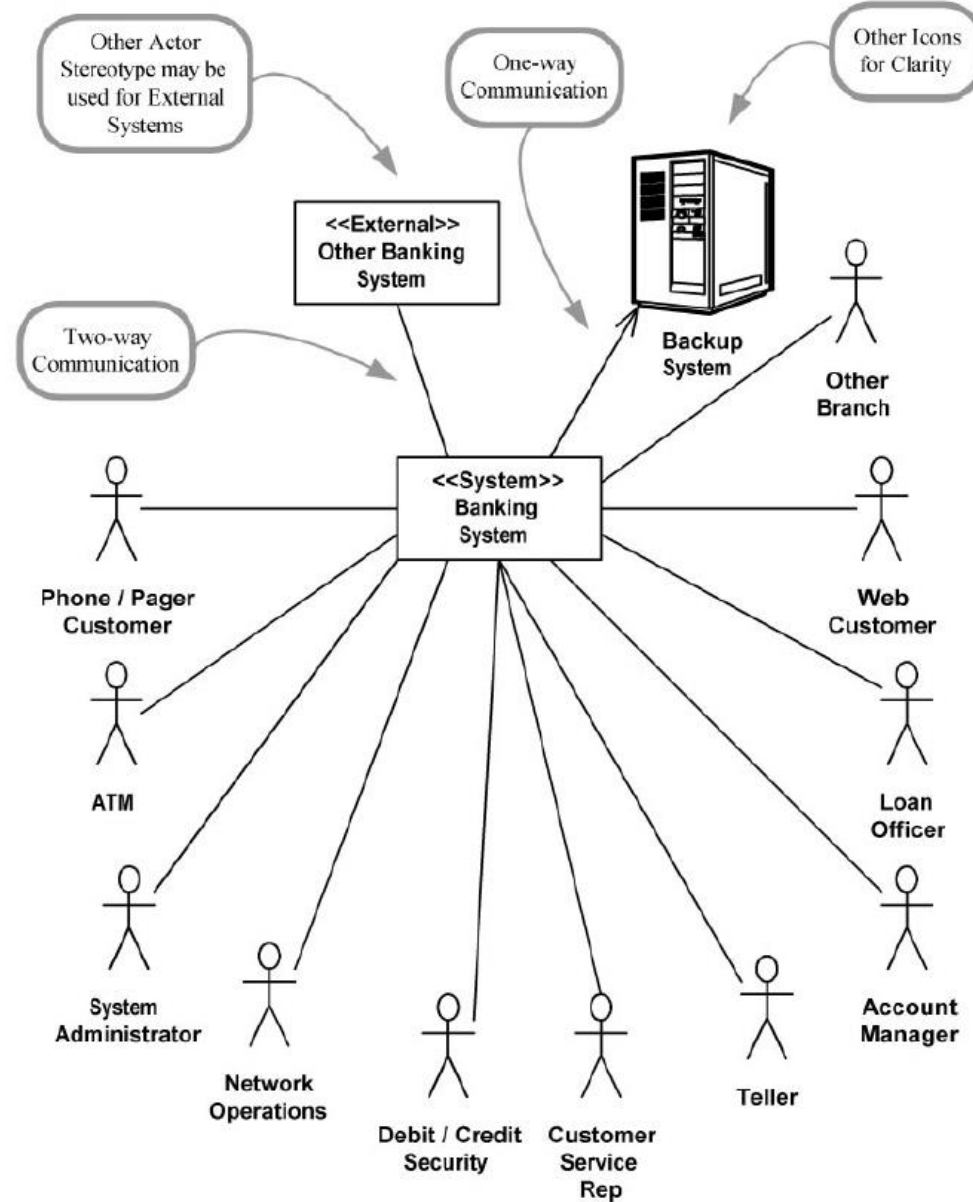 Other Actor
Stereotype may be
used for External
Systems
One-way
Communication
Other Icons
for Clarity
<<External>>
Other Banking
System
Two-way
Communication
Backup
System
Other
Branch
<<System>>
Banking
System
Phone / Pager
Customer
Web
Customer
ATM
Loan
Officer
System
Administrator
Account
Manager
Network
Operations
Teller
Debit / Credit
Security
Customer
Service
Rep